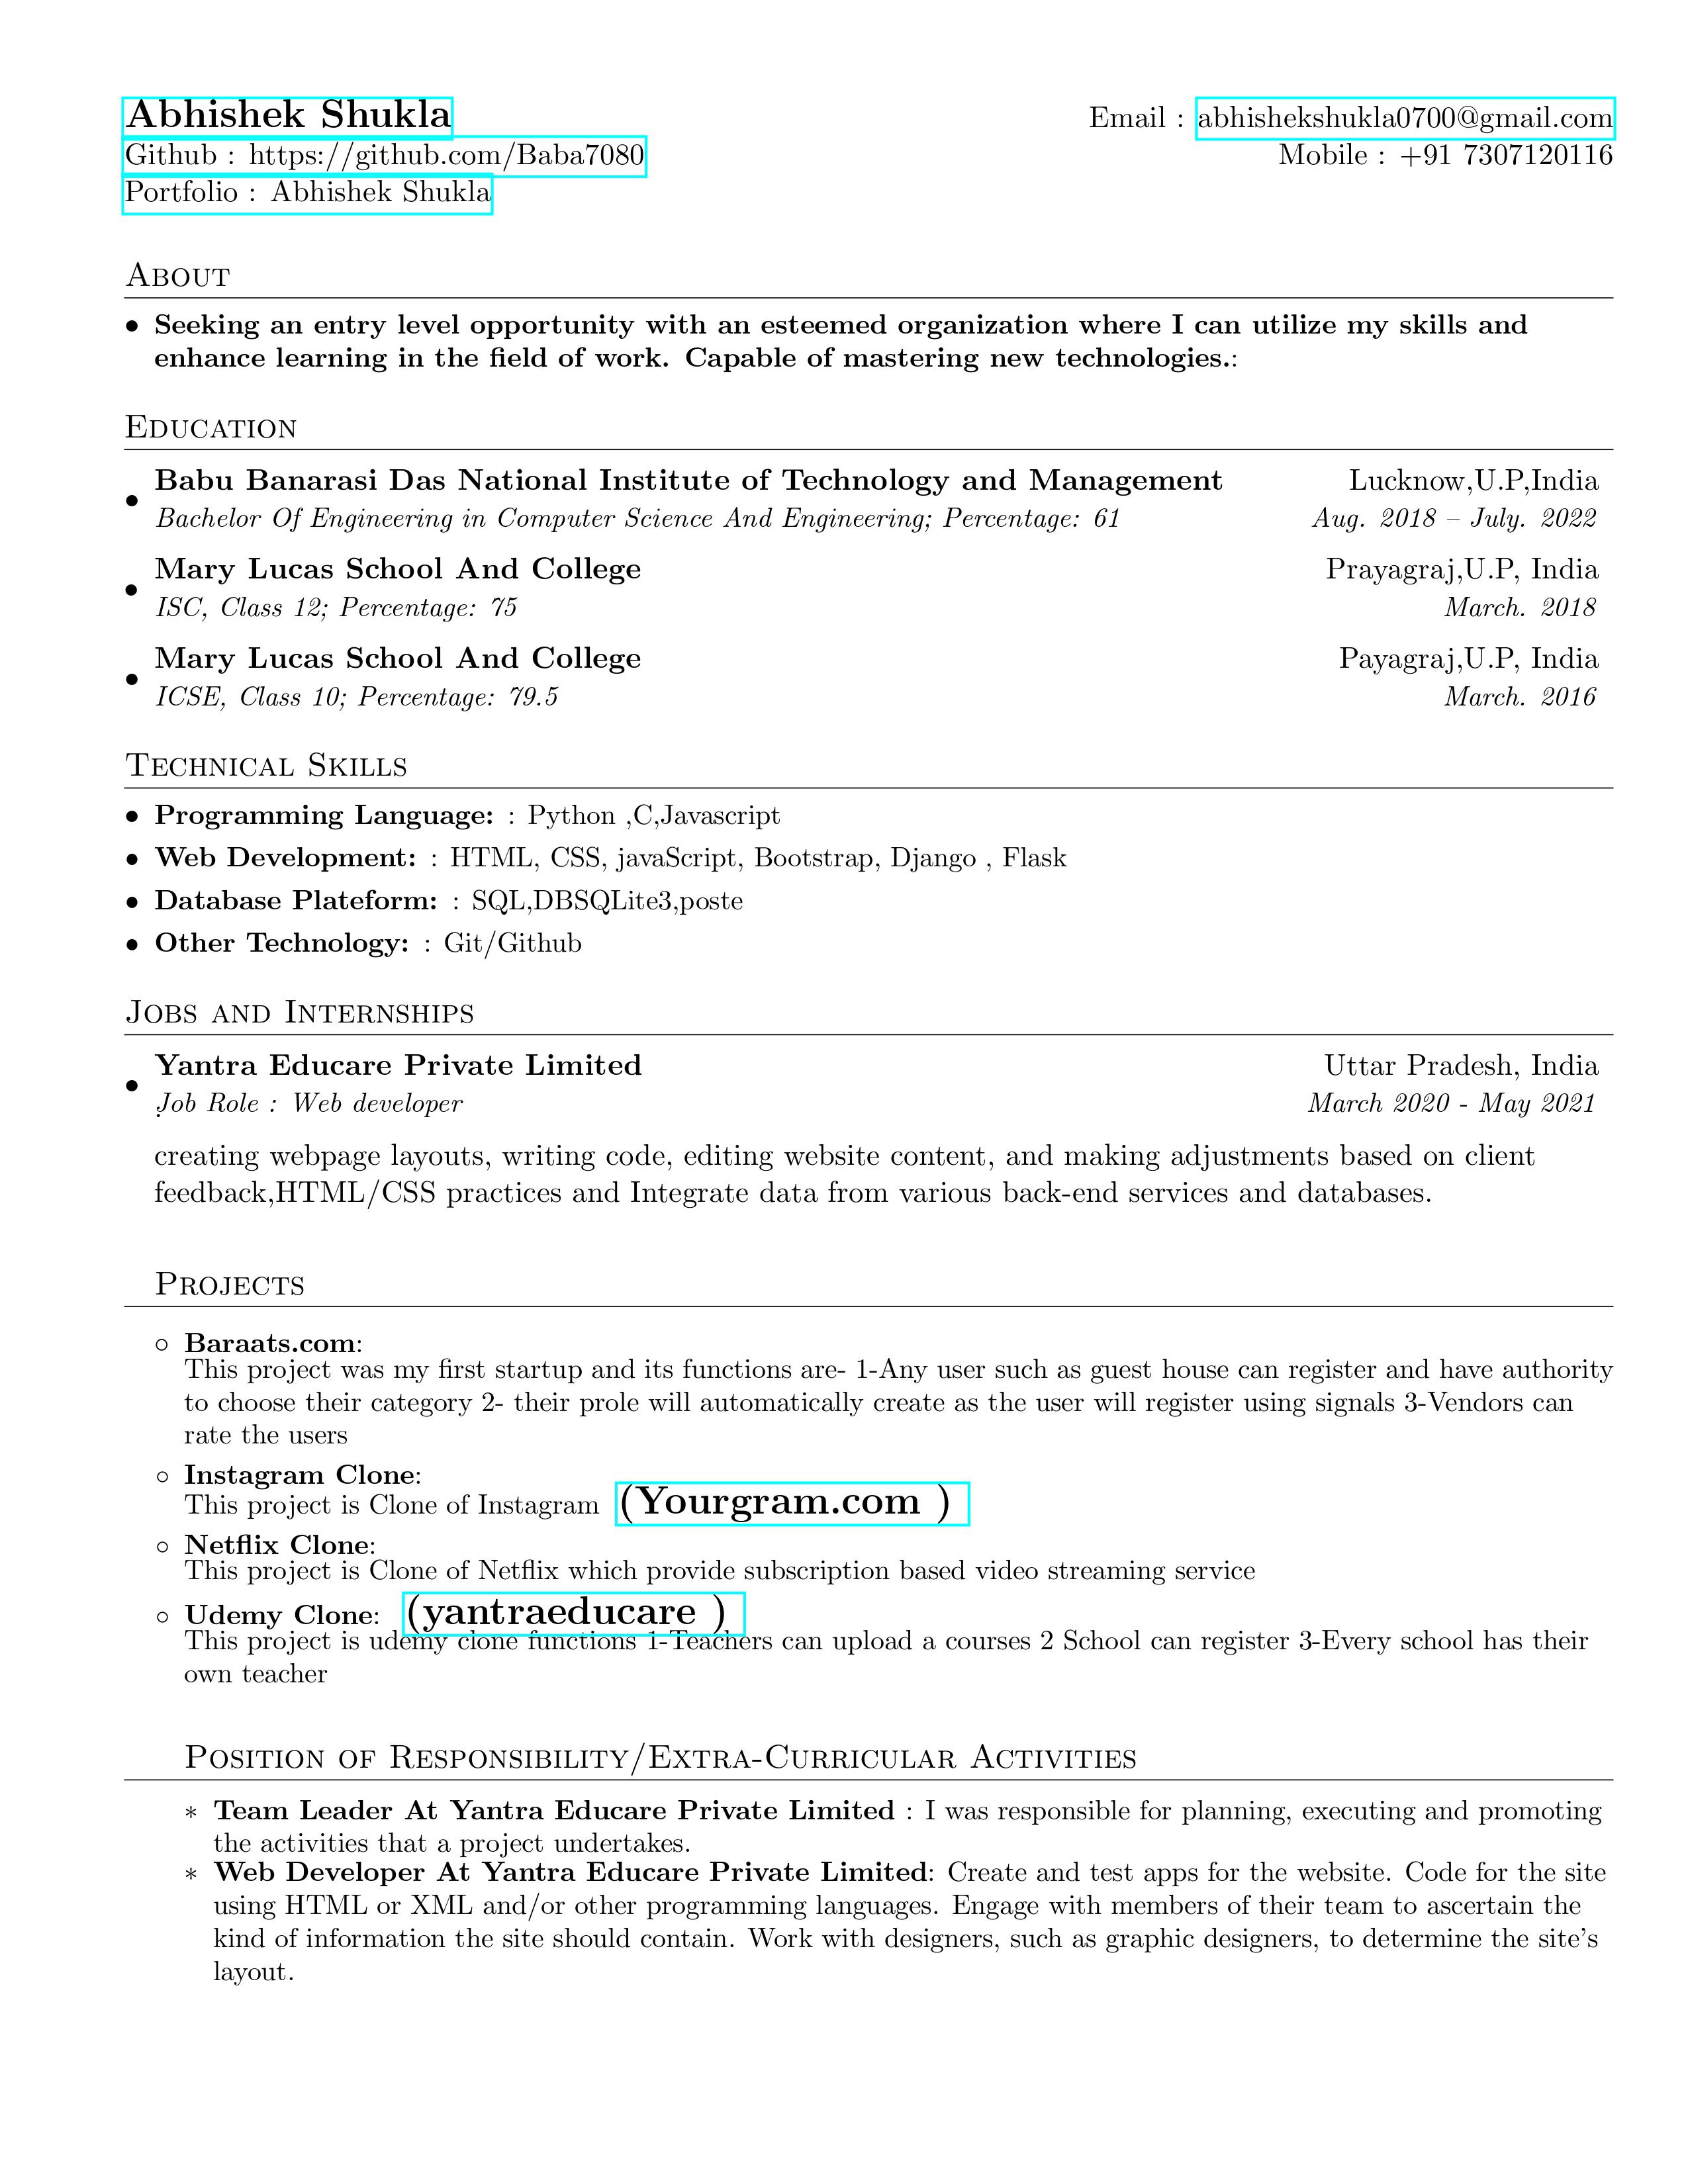 Abhishek Shukla
Email : abhishekshukla0700@gmail.com
Github : https://github.com/Baba7080
Mobile : +91 7307120116
Portfolio : Abhishek Shukla
About
• Seeking an entry level opportunity with an esteemed organization where I can utilize my skills and
enhance learning in the field of work. Capable of mastering new technologies.:
Education
• Babu Banarasi Das National Institute of Technology and Management Lucknow,U.P,India
Bachelor Of Engineering in Computer Science And Engineering; Percentage: 61 Aug. 2018 – July. 2022
• Mary Lucas School And College Prayagraj,U.P, India
ISC, Class 12; Percentage: 75 March. 2018
• Mary Lucas School And College Payagraj,U.P, India
ICSE, Class 10; Percentage: 79.5 March. 2016
Technical Skills
• Programming Language: : Python ,C,Javascript
• Web Development: : HTML, CSS, javaScript, Bootstrap, Django , Flask
• Database Plateform: : SQL,DBSQLite3,poste
• Other Technology: : Git/Github
Jobs and Internships
• Yantra Educare Private Limited Uttar Pradesh, India
Job Role : Web developer March 2020 - May 2021
:
creating webpage layouts, writing code, editing website content, and making adjustments based on client
feedback,HTML/CSS practices and Integrate data from various back-end services and databases.
Projects
◦ Baraats.com:
This project was my first startup and its functions are- 1-Any user such as guest house can register and have authority
to choose their category 2- their prole will automatically create as the user will register using signals 3-Vendors can
rate the users
◦ Instagram Clone:
This project is Clone of Instagram (Yourgram.com )
◦ Netflix Clone:
This project is Clone of Netflix which provide subscription based video streaming service
◦ Udemy Clone: (yantraeducare )
This project is udemy clone functions 1-Teachers can upload a courses 2 School can register 3-Every school has their
own teacher
Position of Responsibility/Extra-Curricular Activities
∗ Team Leader At Yantra Educare Private Limited : I was responsible for planning, executing and promoting
the activities that a project undertakes.
∗ Web Developer At Yantra Educare Private Limited: Create and test apps for the website. Code for the site
using HTML or XML and/or other programming languages. Engage with members of their team to ascertain the
kind of information the site should contain. Work with designers, such as graphic designers, to determine the site's
layout.